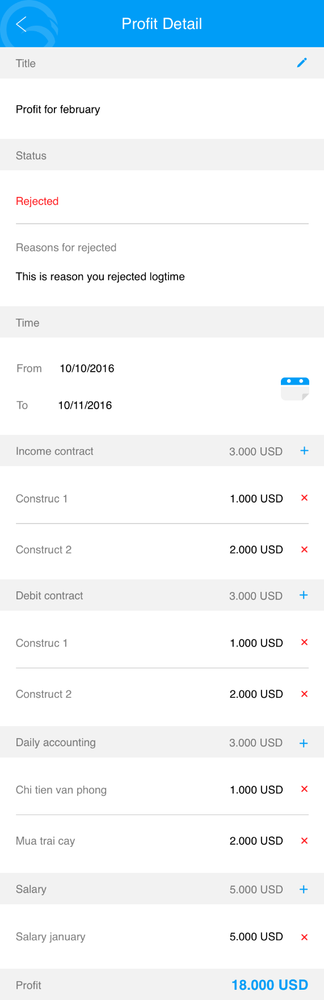 Profit Detail
Title
Profit for february
Status
Rejected
Reasons for rejected
This is reason you rejected logtime
Time
From 10/10/2016
To 10/11/2016
Income contract 3.000 USD +
Construc 1 1.000 USD ×
Construct 2 2.000 USD ×
Debit contract 3.000 USD +
Construc 1 1.000 USD ×
Construct 2 2.000 USD ×
Daily accounting 3.000 USD +
Chi tien van phong 1.000 USD ×
Mua trai cay 2.000 USD ×
Salary 5.000 USD +
Salary january 5.000 USD ×
Profit 18.000 USD